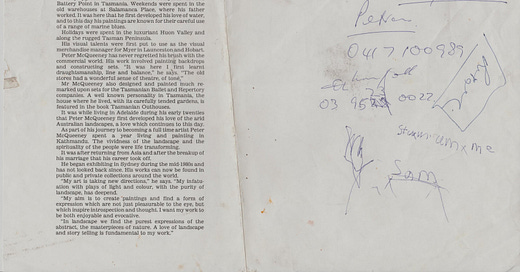 Battery Point in Tasmania. Weekends were spent in the
old warehouses at Salamanca Place, where his father
worked. It was here that he first developed his love of water,
and to this day his paintings are known for their careful use
of a range of marine blues.
Holidays were spent in the luxuriant Huon Valley and
along the rugged Tasman Peninsula.
His visual talents were first put to use as the visual
merchandise manager for Myer in Launceston and Hobart.
Peter McQueeney has never regretted his brush with the
commercial world. His work involved painting backdrops
and constructing sets. "It was here I first learnt
draughtsmanship, line and balance," he says. "The old
stores had a wonderful sense of theatre, of tone."
Mr McQueeney also designed and painted much re-
marked upon sets for the Tasmanian Ballet and Repertory
companies. A well known personality in Tasmania, the
house where he lived, with its carefully tended gardens, is
featured in the book Tasmanian Outhouses.
It was while living in Adelaide during his early twenties
that Peter McQueeney first developed his love of the arid
Australian landscapes, a love which continues to this day.
As part of his journey to becoming a full time artist Peter
McQueeney spent a year living and painting in
Kathmandu. The vividness of the landscape and the
spirituality of the people were life transforming.
It was after returning from Asia and after the breakup of
his marriage that his career took off.
He began exhibiting in Sydney during the mid-1980s and
has not looked back since. His works can now be found in
public and private collections around the world.
"My art is taking new directions," he says. "My infatu-
ation with plays of light and colour, with the purity of
landscape, has deepened.
"My aim is to create paintings and find a form of
expression which are not just pleasurable to the eye, but
which inspire introspection and thought. I want my work to
be both enjoyable and evocative.
"In landscape we find the purest expressions of the
abstract, the masterpieces of nature. A love of landscape
and story telling is fundamental to my work."
0417100989
call
03 95 0022
Sam